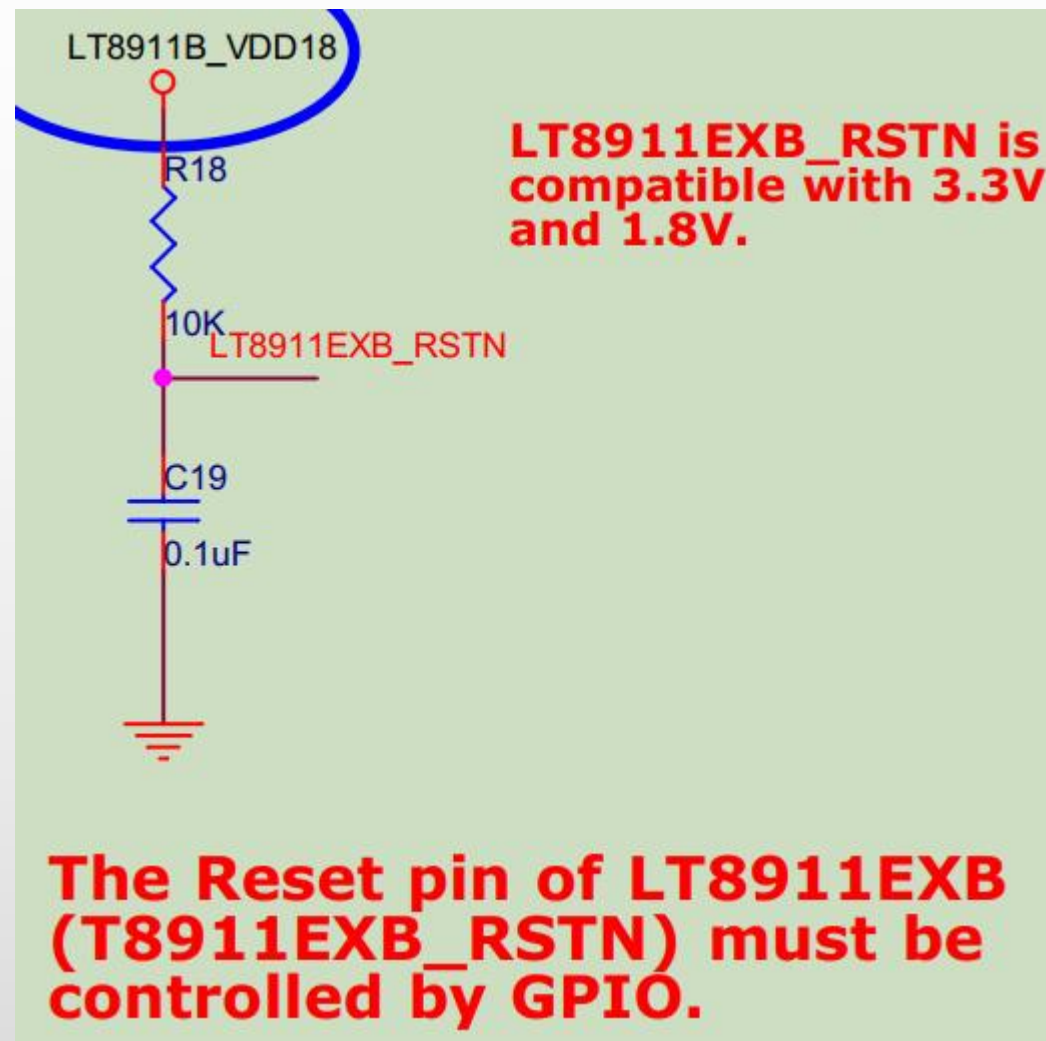 LT8911B_VDD18
LT8911EXB_RSTN is
compatible with 3.3V
and 1.8V.
R18
10K
LT8911EXB_RSTN
C19
0.1uF
The Reset pin of LT8911EXB
(T8911EXB_RSTN) must be
controlled by GPIO.